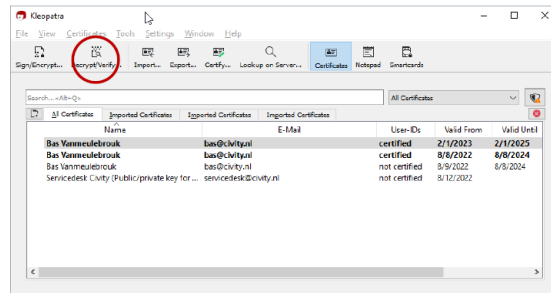 Kleopatra
File View Certificates Tools Settings Window Help
Sign/Encrypt... Decrypt/Verify... Import... Export... Certify... Lookup on Server... Certificates Notepad Smartcards
Search...<Alt+Q> All Certificates
All Certificates Imported Certificates Imported Certificates Imported Certificates
Name E-Mail User-IDs Valid From Valid Until
Bas Vanmeulebrouk bas@civity.nl certified 2/1/2023 2/1/2025
Bas Vanmeulebrouk bas@civity.nl certified 8/8/2022 8/8/2024
Bas Vanmeulebrouk bas@civity.nl not certified 8/9/2022 8/8/2024
Servicedesk Civity (Public/private key for ... servicedesk@civity.nl not certified 8/12/2022